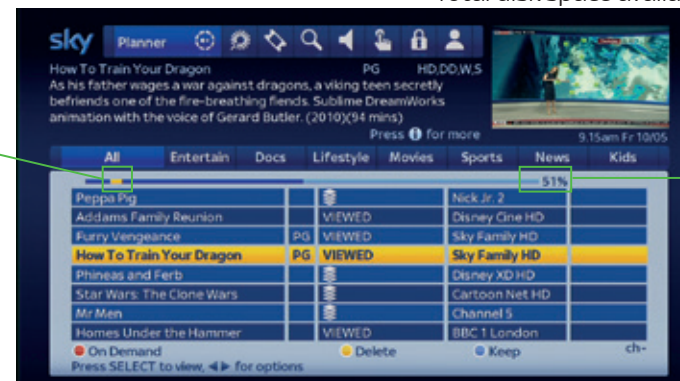 Total disk space availa
sky Planner
How To Train Your Dragon PG HD,DD,W,S
As his father wages a war against dragons, a viking teen secretly
befriends one of the fire-breathing fiends. Sublime DreamWorks
animation with the voice of Gerard Butler. (2010)(94 mins)
Press i for more
9.15am Fr 10/05
All Entertain Docs Lifestyle Movies Sports News Kids
51%
Peppa Pig Nick Jr. 2
Addams Family Reunion VIEWED Disney Cine HD
Furry Vengeance PG VIEWED Sky Family HD
How To Train Your Dragon PG VIEWED Sky Family HD
Phineas and Ferb Disney XD HD
Star Wars: The Clone Wars Cartoon Net HD
Mr Men Channel 5
Homes Under the Hammer VIEWED BBC 1 London
On Demand Delete Keep ch-
Press SELECT to view, ◀▶ for options